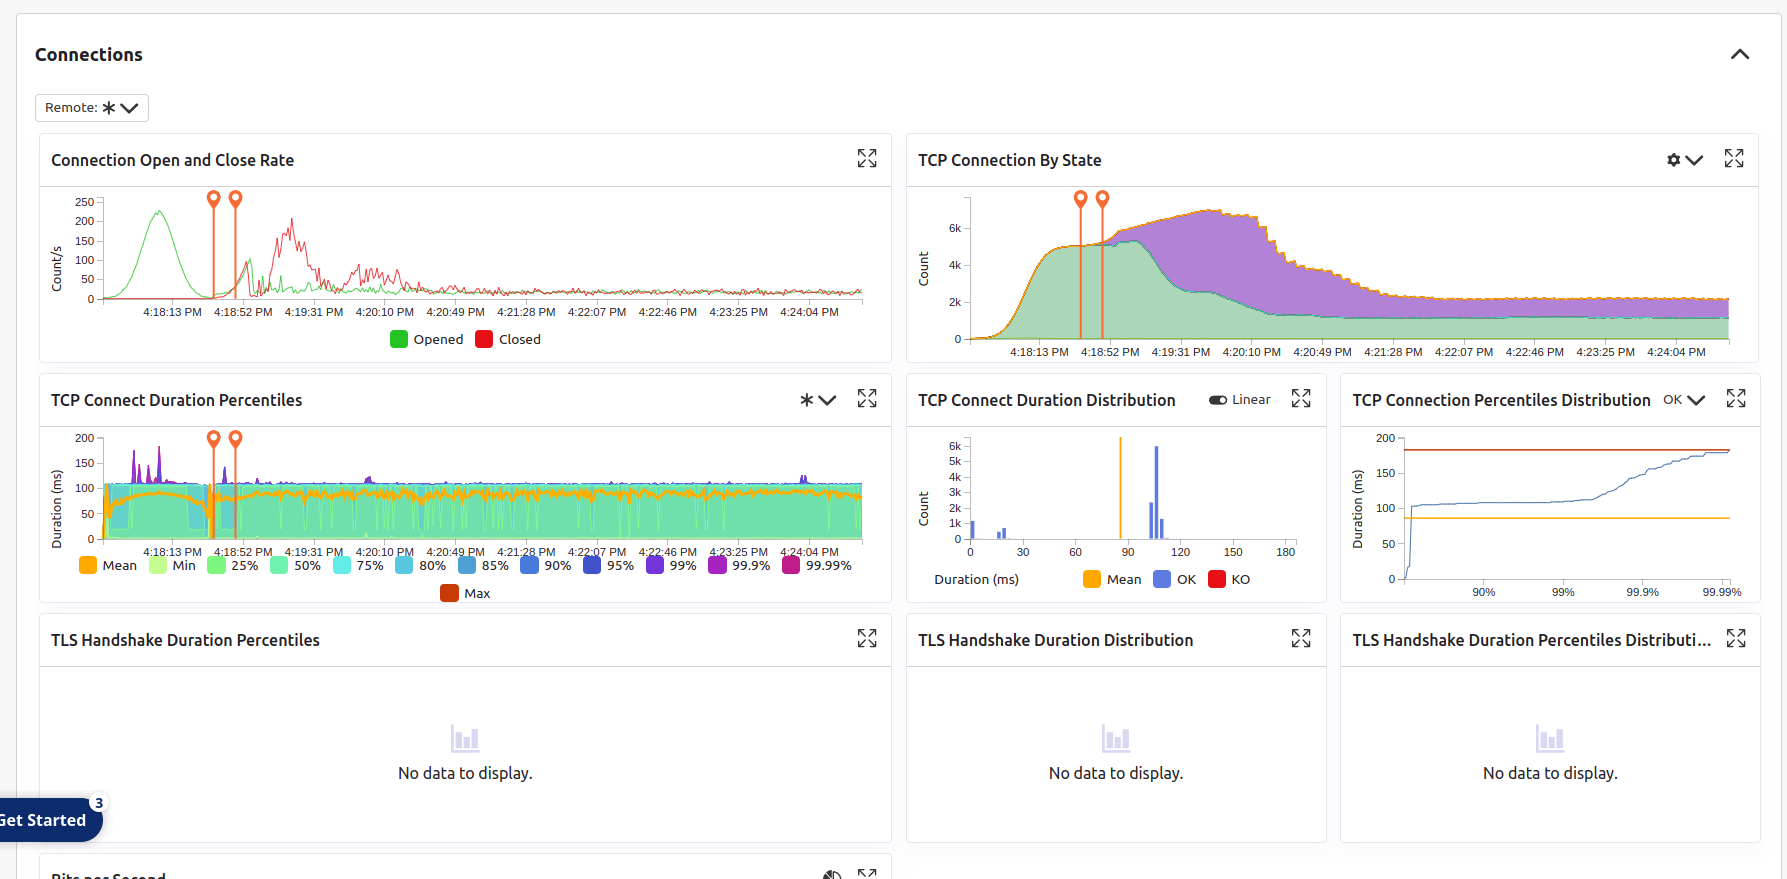 Connections
Remote: *
Connection Open and Close Rate
250
200
150
100
50
0
Count/s
4:18:13 PM 4:18:52 PM 4:19:31 PM 4:20:10 PM 4:20:49 PM 4:21:28 PM 4:22:07 PM 4:22:46 PM 4:23:25 PM 4:24:04 PM
Opened Closed
TCP Connection By State
6k
4k
2k
0
Count
4:18:13 PM 4:18:52 PM 4:19:31 PM 4:20:10 PM 4:20:49 PM 4:21:28 PM 4:22:07 PM 4:22:46 PM 4:23:25 PM 4:24:04 PM
TCP Connect Duration Percentiles *
200
150
100
50
0
Duration (ms)
4:18:13 PM 4:18:52 PM 4:19:31 PM 4:20:10 PM 4:20:49 PM 4:21:28 PM 4:22:07 PM 4:22:46 PM 4:23:25 PM 4:24:04 PM
Mean Min 25% 50% 75% 80% 85% 90% 95% 99% 99.9% 99.99%
Max
TCP Connect Duration Distribution Linear
6k
5k
4k
3k
2k
1k
0
Count
0 30 60 90 120 150 180
Duration (ms) Mean OK KO
TCP Connection Percentiles Distribution OK
200
150
100
50
0
Duration (ms)
90% 99% 99.9% 99.99%
TLS Handshake Duration Percentiles
No data to display.
TLS Handshake Duration Distribution
No data to display.
TLS Handshake Duration Percentiles Distributi...
No data to display.
3
Get Started
Bits per Second